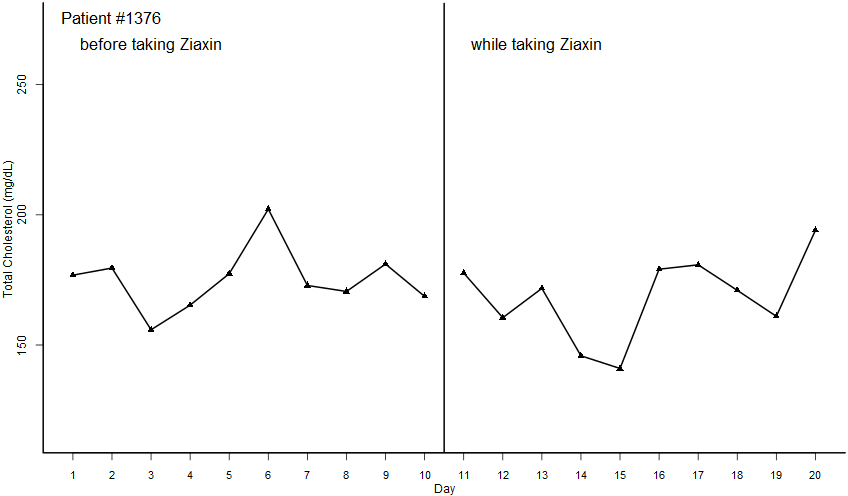 Patient #1376
before taking Ziaxin
while taking Ziaxin
Total Cholesterol (mg/dL)
250
200
150
1 2 3 4 5 6 7 8 9 10 11 12 13 14 15 16 17 18 19 20
Day